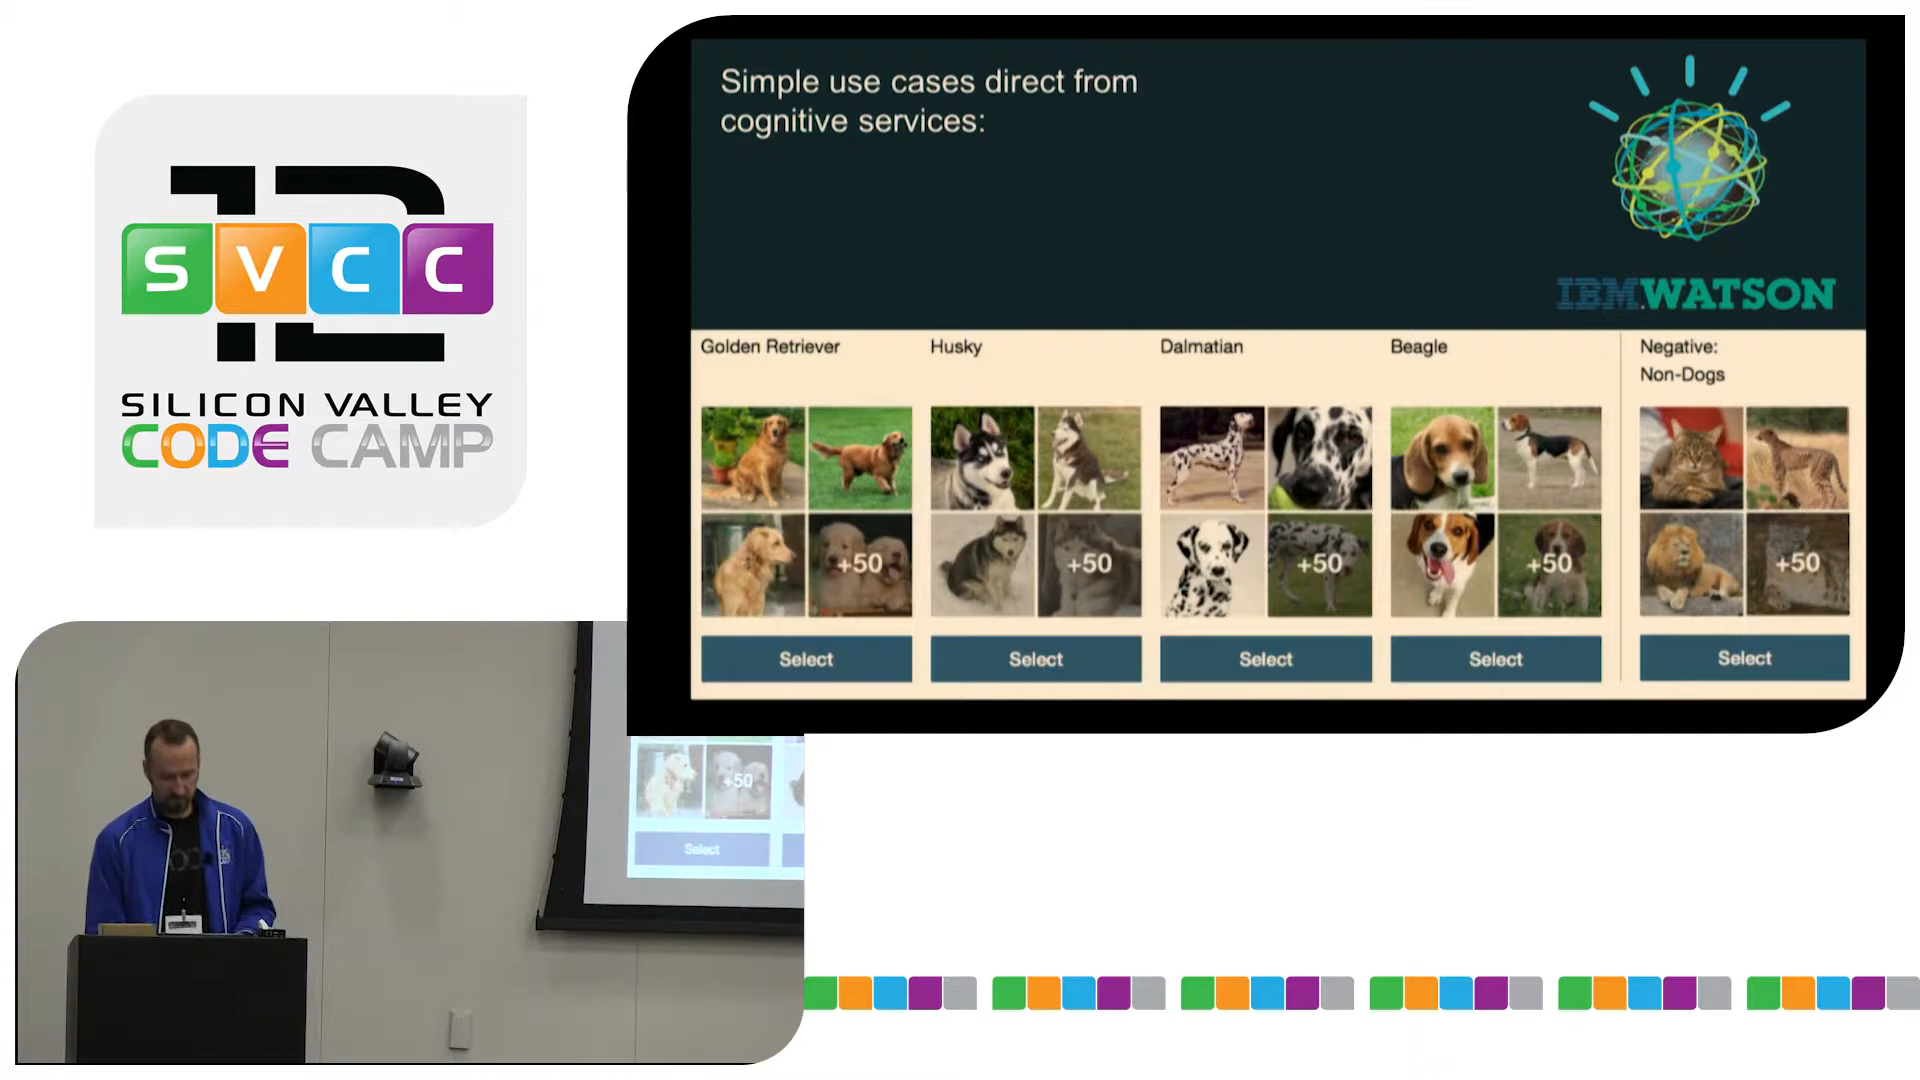 12
SVCC
SILICON VALLEY
CODE CAMP
Simple use cases direct from
cognitive services:
IBM WATSON
Golden Retriever
Husky
Dalmatian
Beagle
Negative:
Non-Dogs
+50
+50
+50
+50
+50
Select
Select
Select
Select
Select
+50
Select